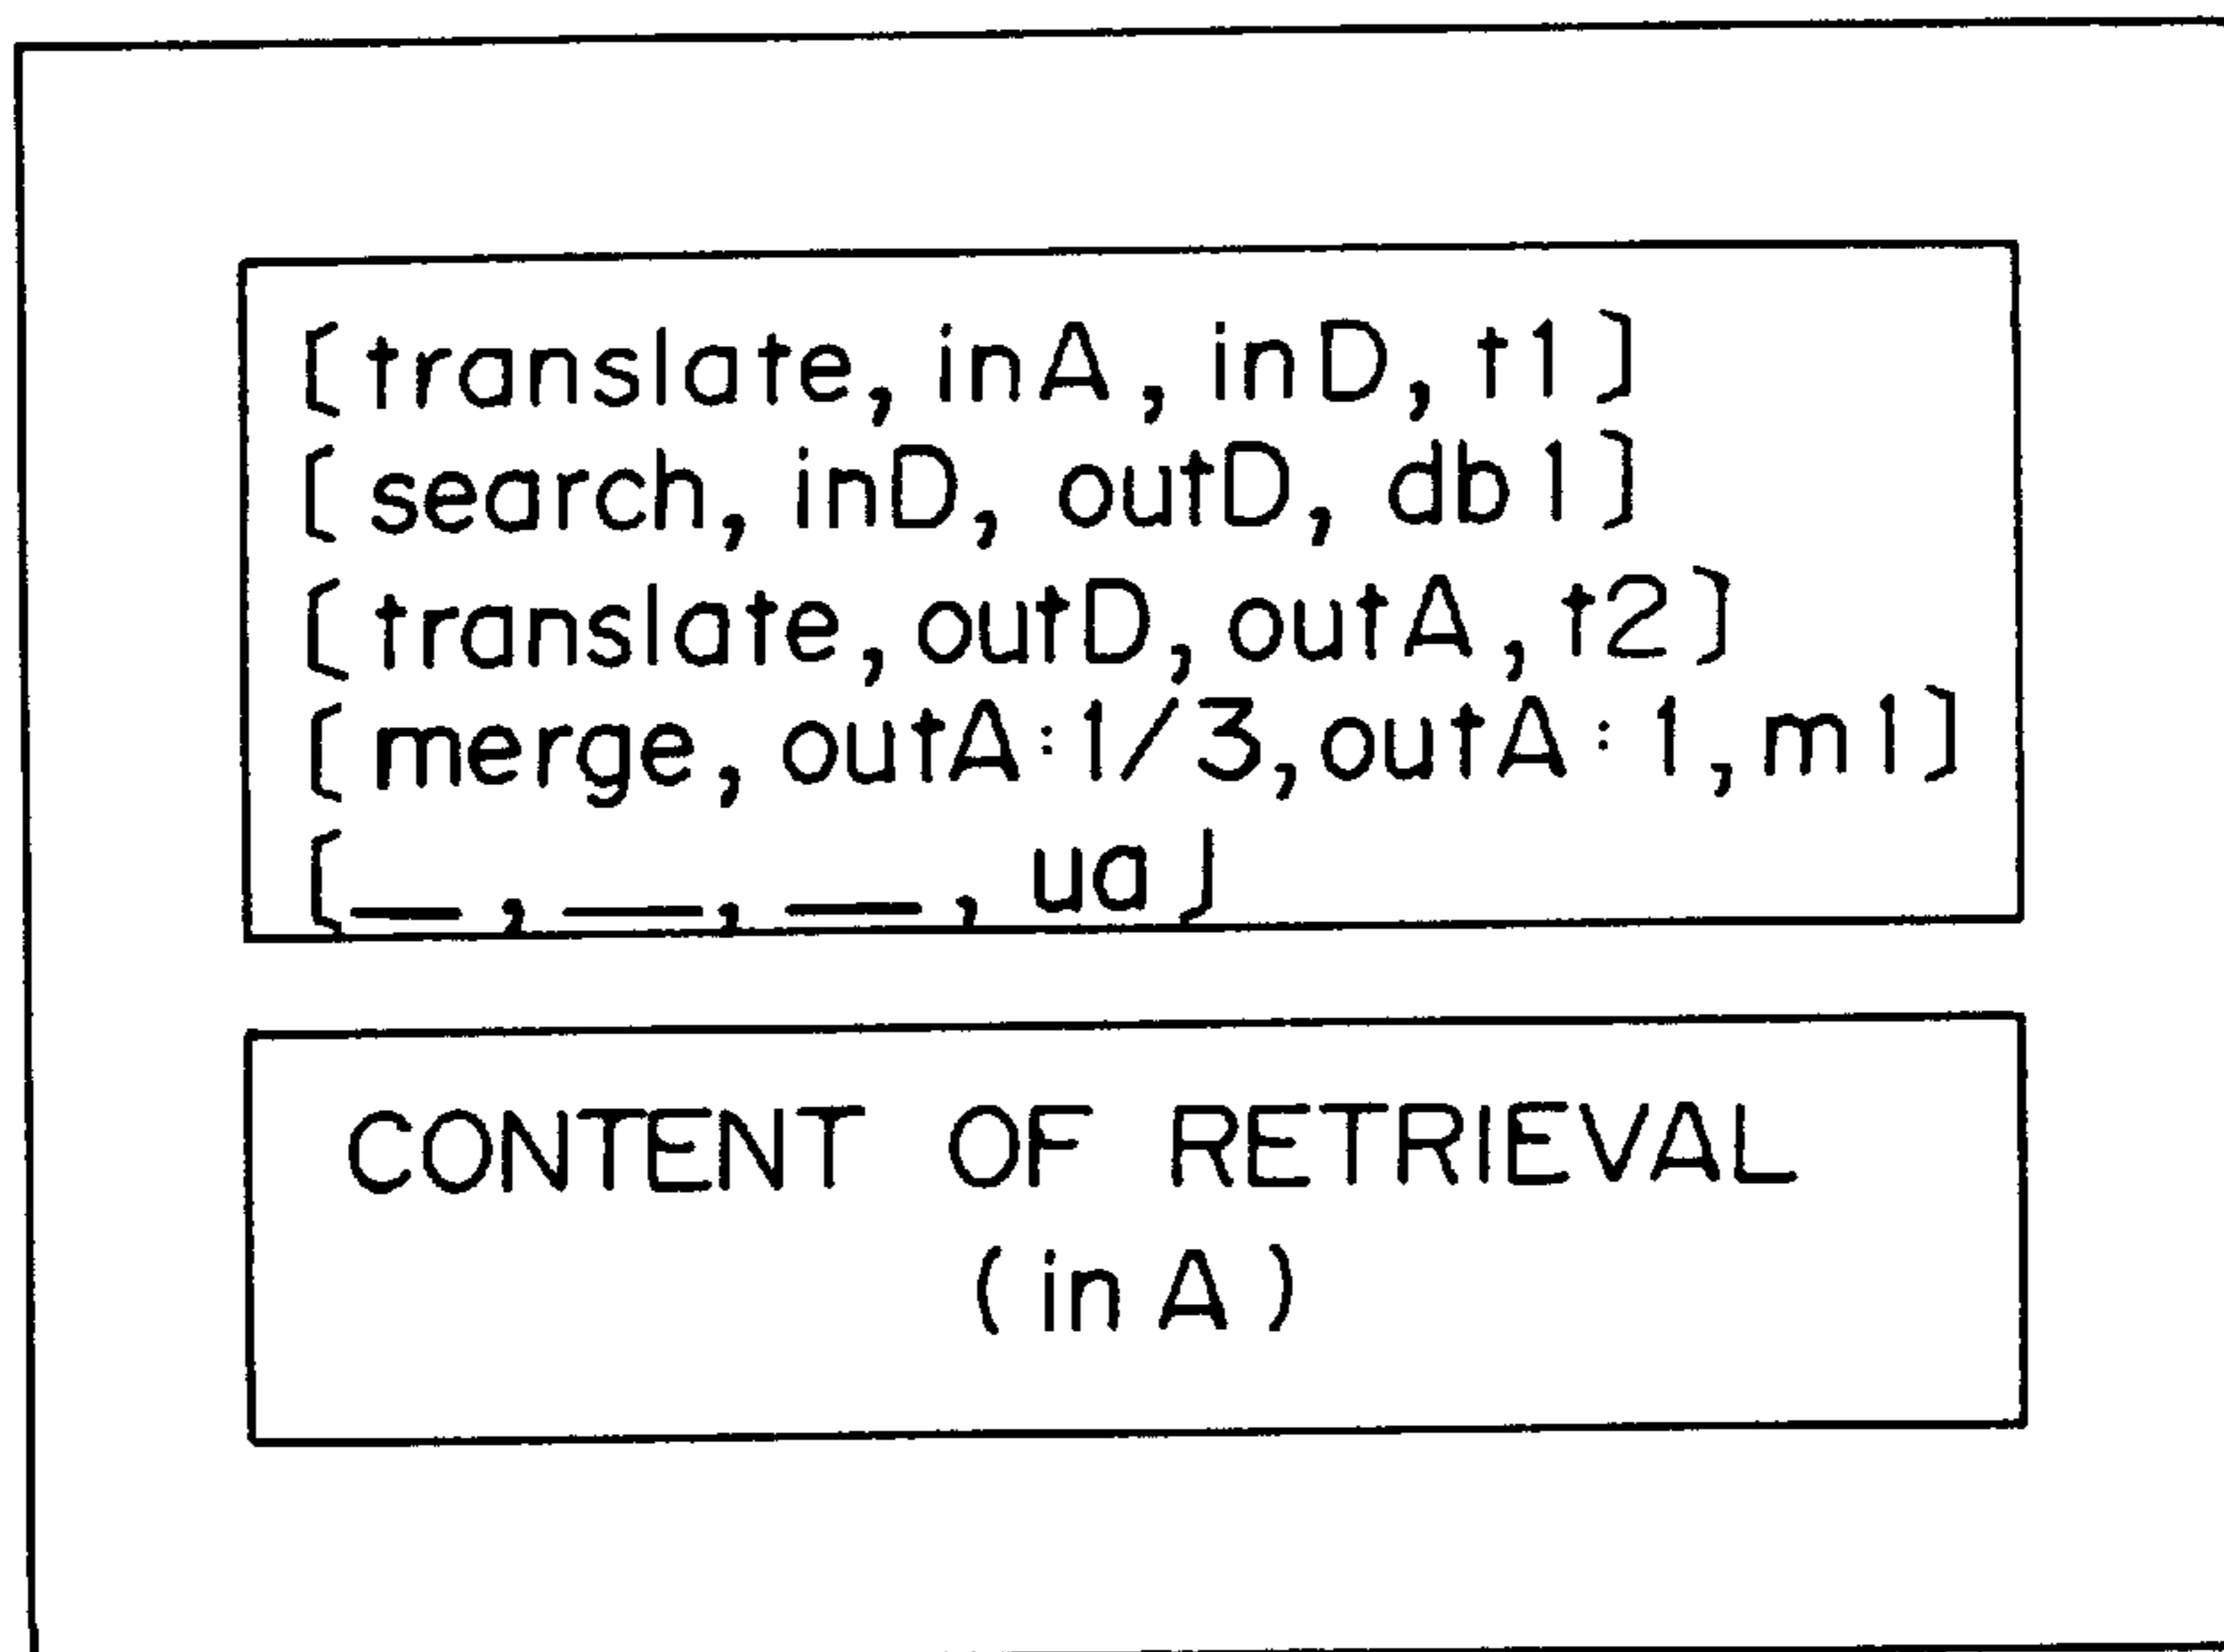 [translate, inA, inD, t1]
[search, inD, outD, db1]
[translate, outD, outA, t2]
[merge, outA:1/3, outA:1, m1]
[__, __, __, ua]
CONTENT OF RETRIEVAL
(in A)